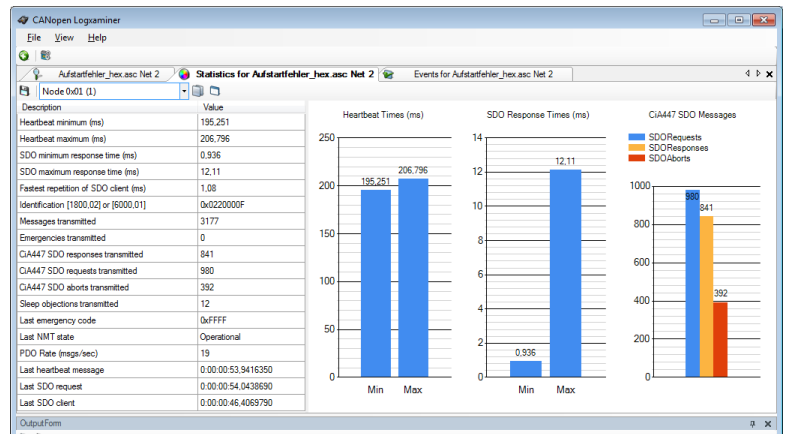 CANopen Logxaminer
File View Help
Aufstartfehler_hex.asc Net 2 Statistics for Aufstartfehler_hex.asc Net 2 Events for Aufstartfehler_hex.asc Net 2
Node 0x01 (1)
Description Value
Heartbeat minimum (ms) 195,251
Heartbeat maximum (ms) 206,796
SDO minimum response time (ms) 0,936
SDO maximum response time (ms) 12,11
Fastest repetition of SDO client (ms) 1,08
Identification [1800,02] or [6000,01] 0x0220000F
Messages transmitted 3177
Emergencies transmitted 0
CiA447 SDO responses transmitted 841
CiA447 SDO requests transmitted 980
CiA447 SDO aborts transmitted 392
Sleep objections transmitted 12
Last emergency code 0xFFFF
Last NMT state Operational
PDO Rate (msgs/sec) 19
Last heartbeat message 0:00:00:53,9416350
Last SDO request 0:00:00:54,0438690
Last SDO client 0:00:00:46,4069790
Heartbeat Times (ms)
250
200
150
100
50
0
195,251
206,796
Min Max
SDO Response Times (ms)
14
12
10
8
6
4
2
0
0,936
12,11
Min Max
CiA447 SDO Messages
SDORequests
SDOResponses
SDOAborts
1000
800
600
400
200
0
980
841
392
OutputForm